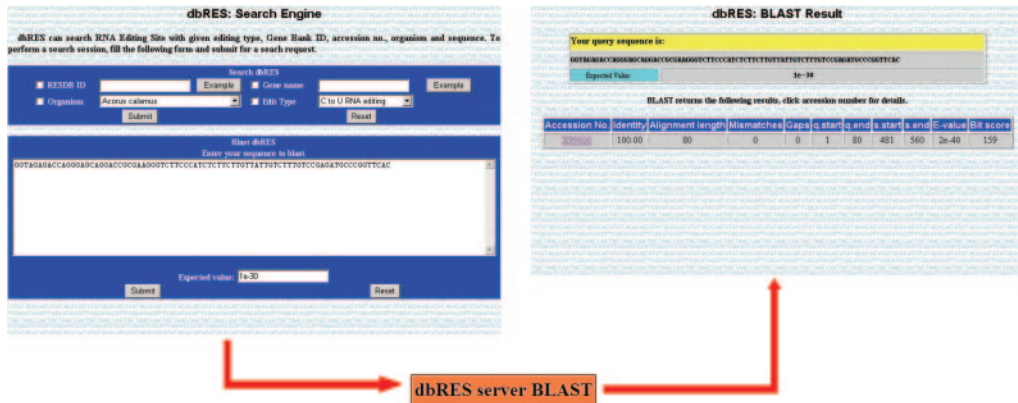 dbRES: Search Engine
dbRES can search RNA Editing Site with given editing type, Gene Bank ID, accession no., organism and sequence. To
perform a search session, fill the following form and submit for a seach request.
Search dbRES
RESDB ID Example Gene name Example
Organism Acorus calamus Edit Type C to U RNA editing
Submit Reset
Blast dbRES
Enter your sequence to blast
GGTAGAGACCAGGGAGCAGGACCGCGAAGGGTCTTCCCATCTCTTCTTGTTATTGTCTTTGTCCGAGATGCCCGGTTCAC
Expected value: 1e-30
Submit Reset
dbRES: BLAST Result
Your query sequence is:
GGTAGAGACCAGGGAGCAGGACCGCGAAGGGTCTTCCCATCTCTTCTTGTTATTGTCTTTGTCCGAGATGCCCGGTTCAC
Expected Value: 1e-30
BLAST returns the following results, click accession number for details.
Accession No. Identity Alignment length Mismatches Gaps q.start q.end s.start s.end E-value Bit score
100.00 80 0 0 1 80 481 560 2e-40 159
dbRES server BLAST